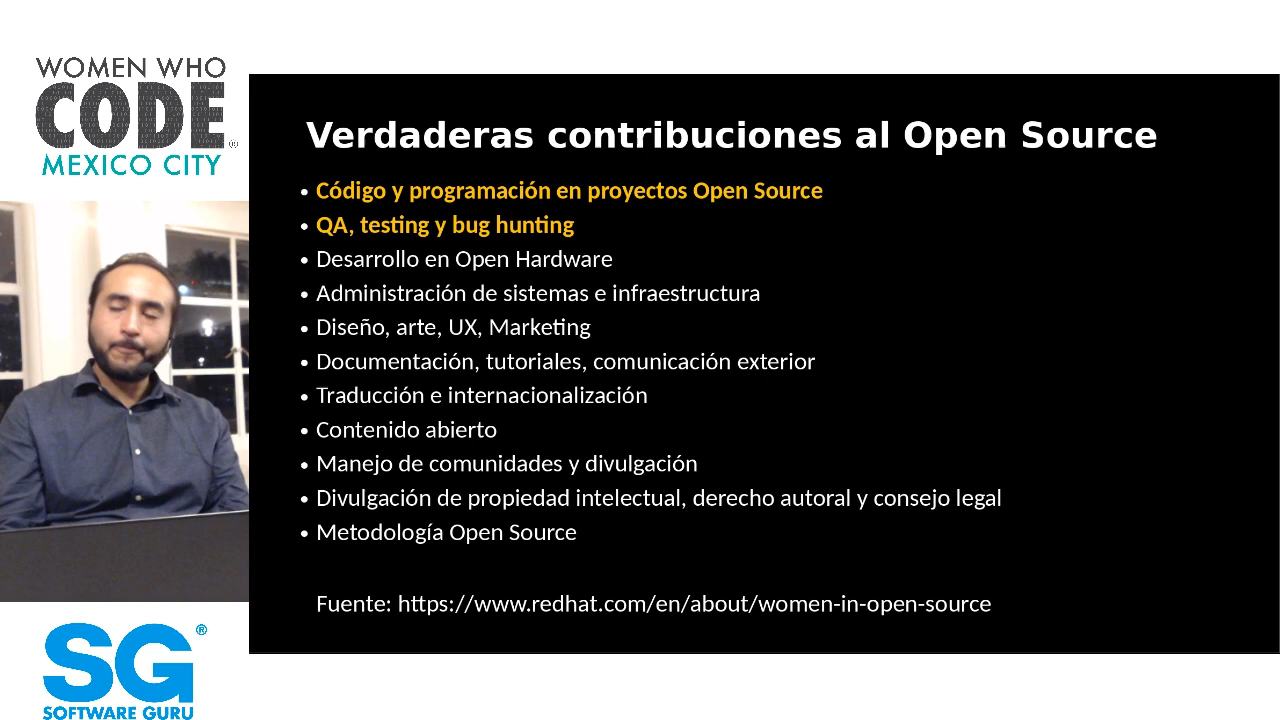 WOMEN WHO
CODE
MEXICO CITY
Verdaderas contribuciones al Open Source
• Código y programación en proyectos Open Source
• QA, testing y bug hunting
• Desarrollo en Open Hardware
• Administración de sistemas e infraestructura
• Diseño, arte, UX, Marketing
• Documentación, tutoriales, comunicación exterior
• Traducción e internacionalización
• Contenido abierto
• Manejo de comunidades y divulgación
• Divulgación de propiedad intelectual, derecho autoral y consejo legal
• Metodología Open Source
Fuente: https://www.redhat.com/en/about/women-in-open-source
SG®
SOFTWARE GURU